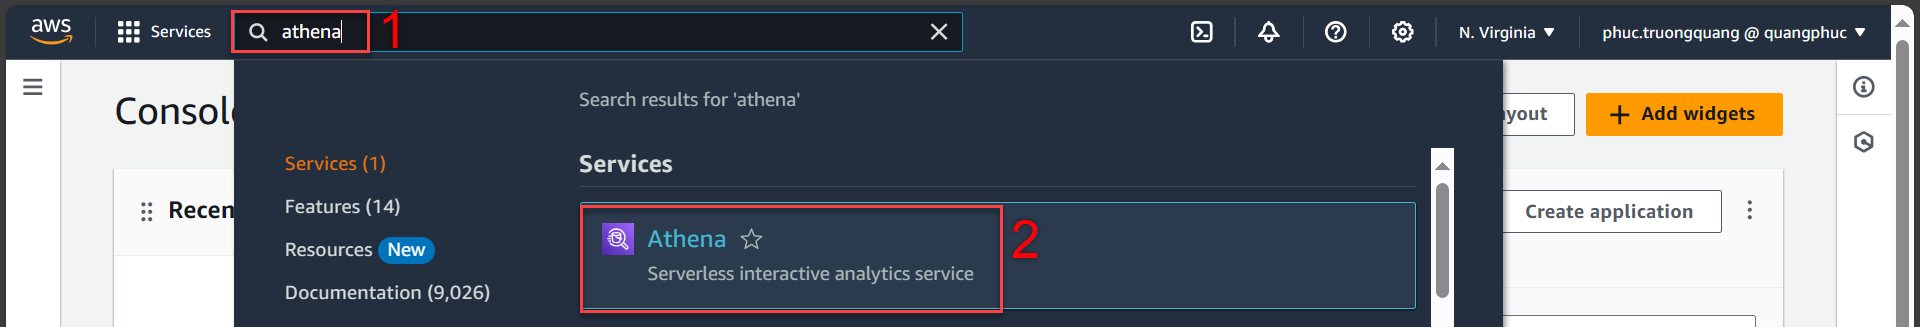 aws Services athena 1 N. Virginia ▼ phuc.truongquang @ quangphuc ▼
Search results for 'athena'
Consol yout + Add widgets
Services (1) Services
Recen Features (14) Athena 2 Create application
Resources New Serverless interactive analytics service
Documentation (9,026)